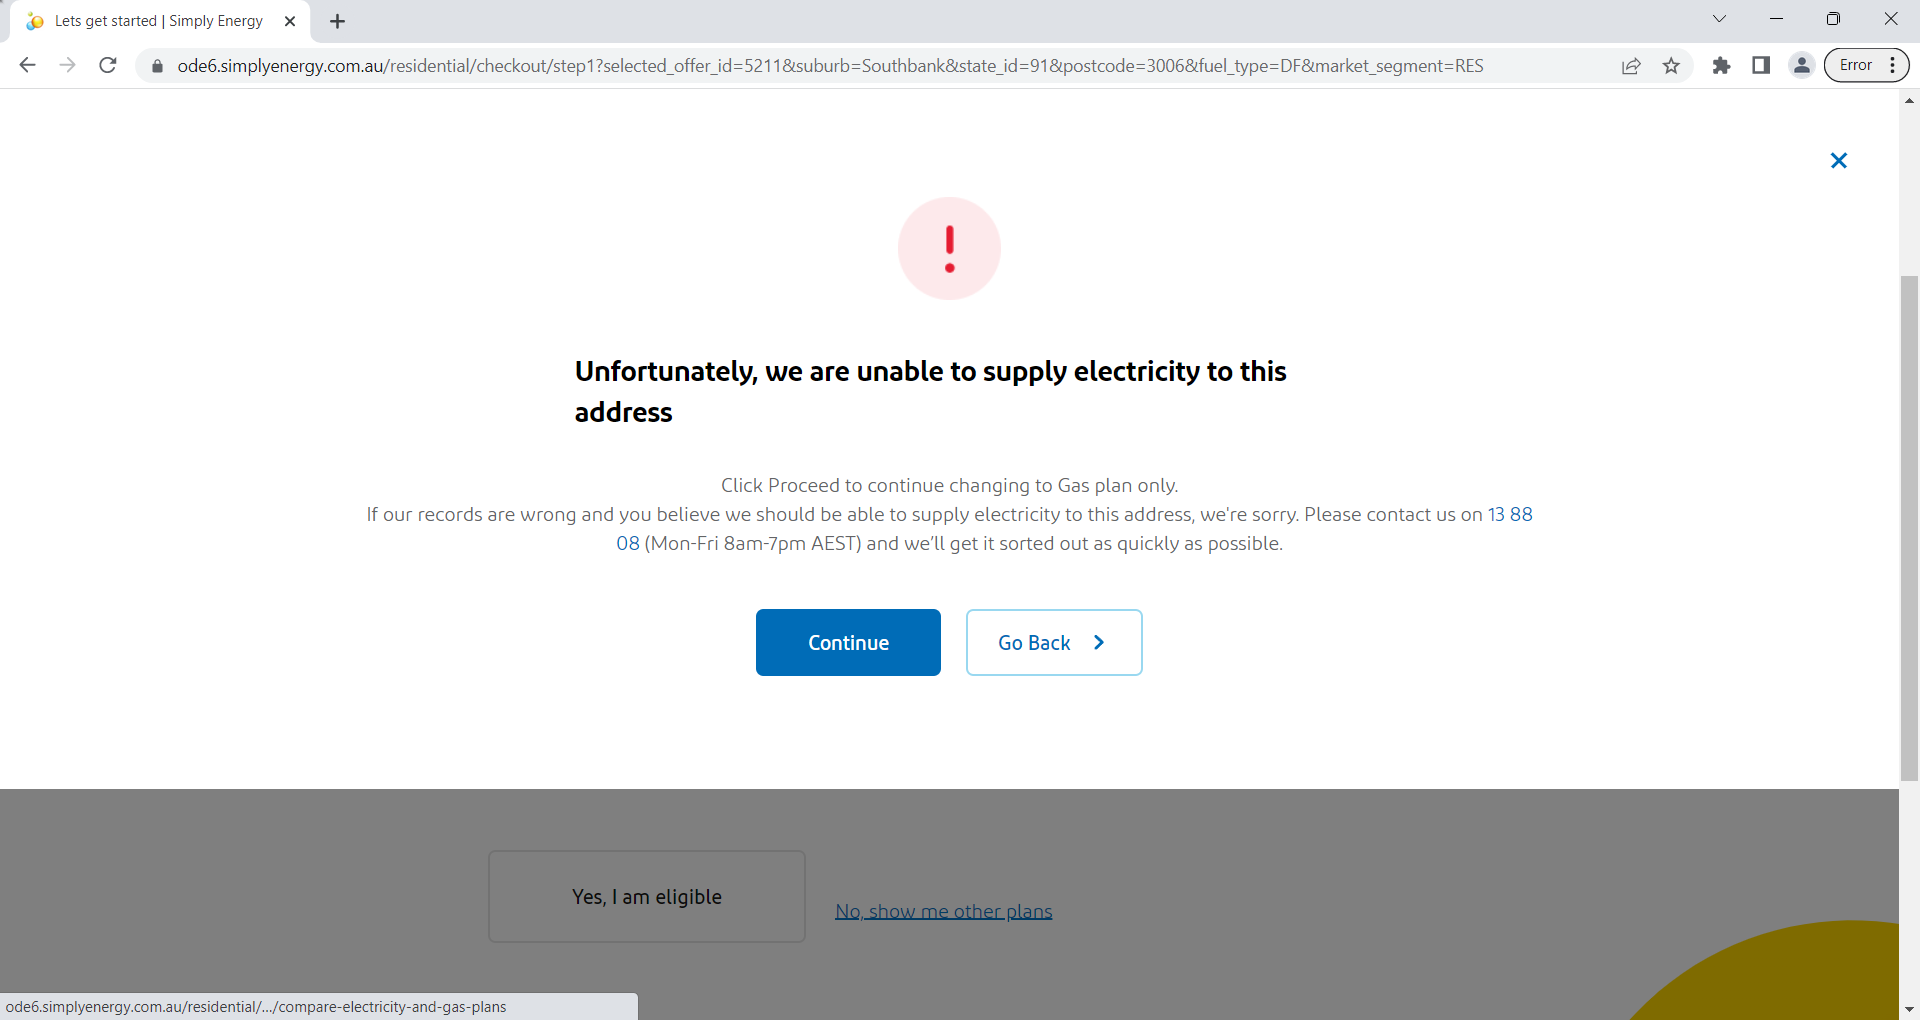 Lets get started | Simply Energy
ode6.simplyenergy.com.au/residential/checkout/step1?selected_offer_id=5211&suburb=Southbank&state_id=91&postcode=3006&fuel_type=DF&market_segment=RES
Error
Unfortunately, we are unable to supply electricity to this
address
Click Proceed to continue changing to Gas plan only.
If our records are wrong and you believe we should be able to supply electricity to this address, we're sorry. Please contact us on 13 88
08 (Mon-Fri 8am-7pm AEST) and we’ll get it sorted out as quickly as possible.
Continue
Go Back
Yes, I am eligible
No, show me other plans
ode6.simplyenergy.com.au/residential/.../compare-electricity-and-gas-plans